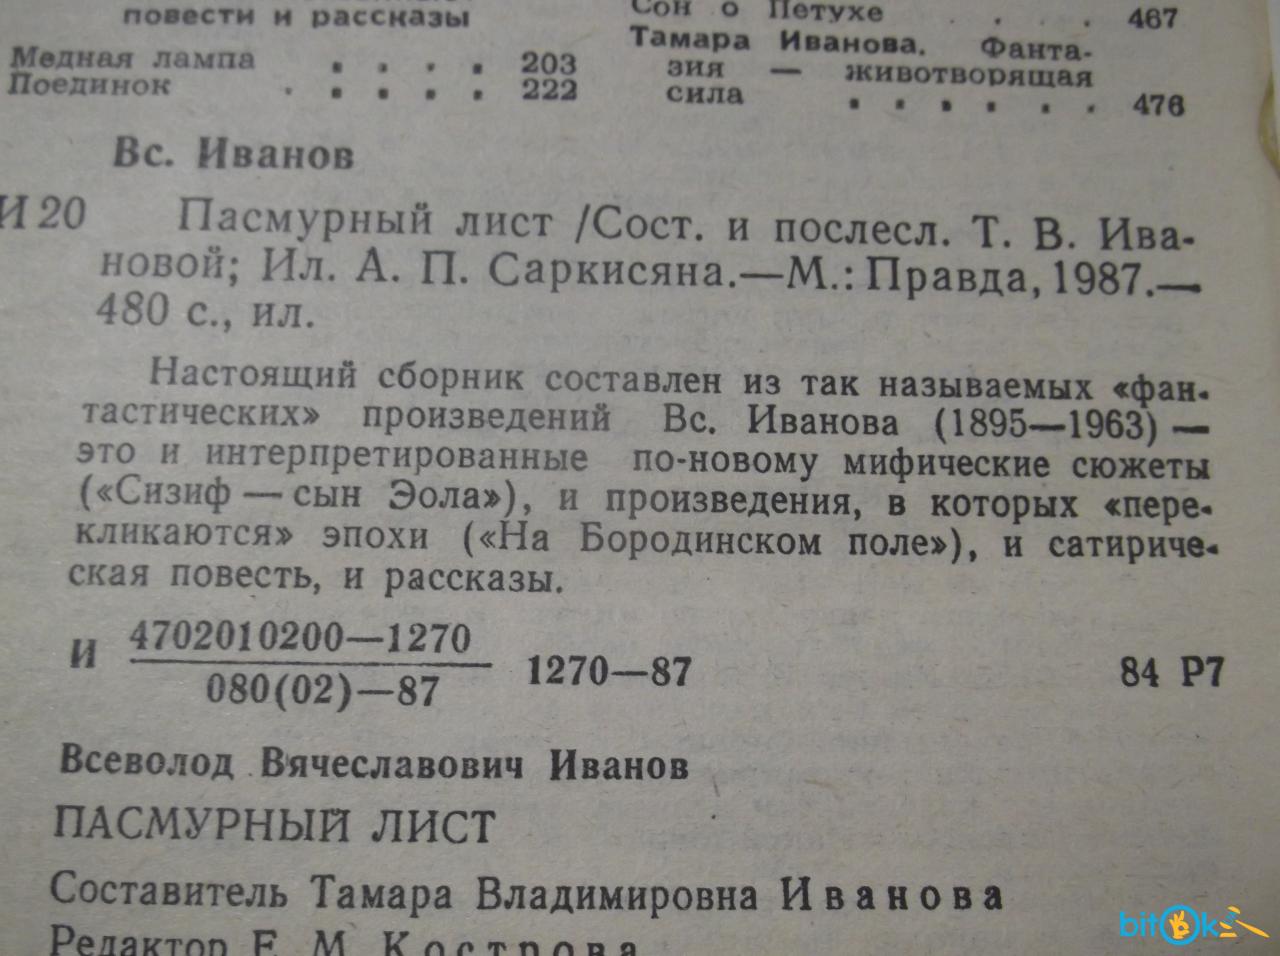 повести и рассказы
Медная лампа . . . . 203
Поединок . . . . . 222
Сон о Петухе . . . . 467
Тамара Иванова. Фанта-
зия — животворящая
сила . . . . . . 476
Вс. Иванов
И 20 Пасмурный лист /Сост. и послесл. Т. В. Ива-
новой; Ил. А. П. Саркисяна.—М.: Правда, 1987.—
480 с., ил.
Настоящий сборник составлен из так называемых «фан-
тастических» произведений Вс. Иванова (1895—1963) —
это и интерпретированные по-новому мифические сюжеты
(«Сизиф — сын Эола»), и произведения, в которых «пере-
кликаются» эпохи («На Бородинском поле»), и сатириче-
ская повесть, и рассказы.
И 4702010200—1270 1270—87 84 Р7
080(02)—87
Всеволод Вячеславович Иванов
ПАСМУРНЫЙ ЛИСТ
Составитель Тамара Владимировна Иванова
Редактор Е. М. Кострова
bitOk